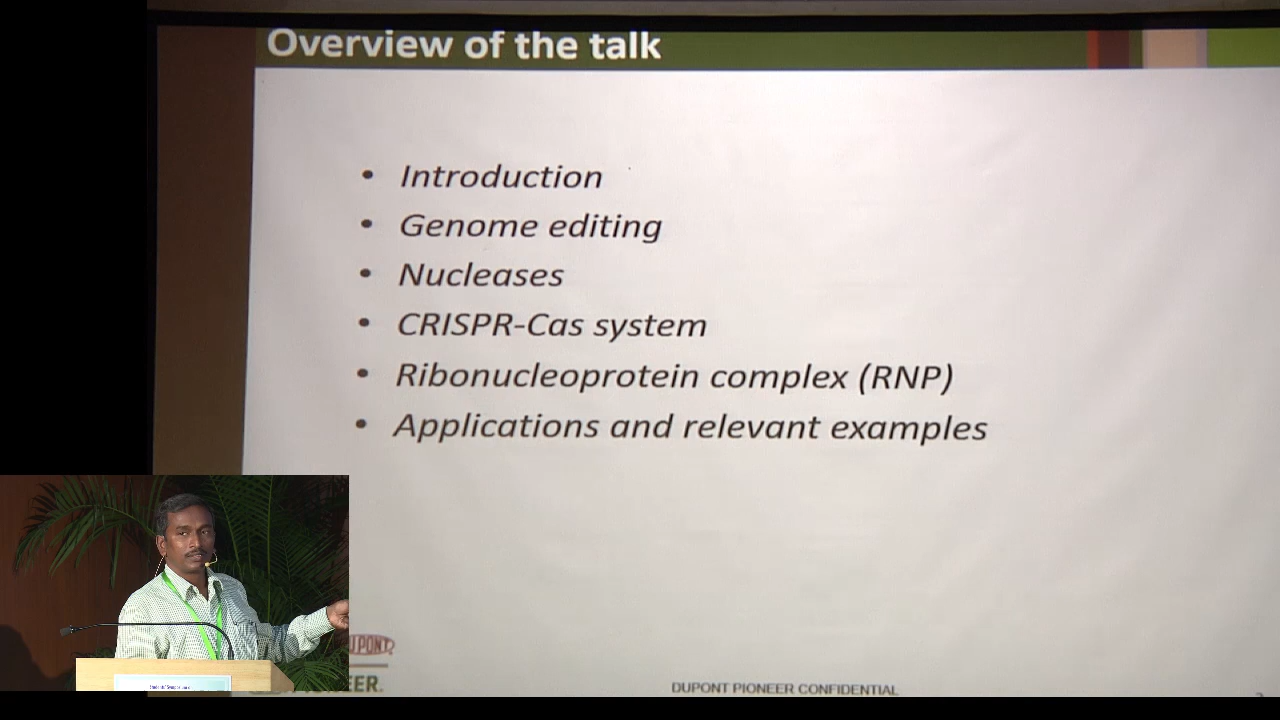 Overview of the talk
• Introduction
• Genome editing
• Nucleases
• CRISPR-Cas system
• Ribonucleoprotein complex (RNP)
• Applications and relevant examples
DUPONT PIONEER CONFIDENTIAL